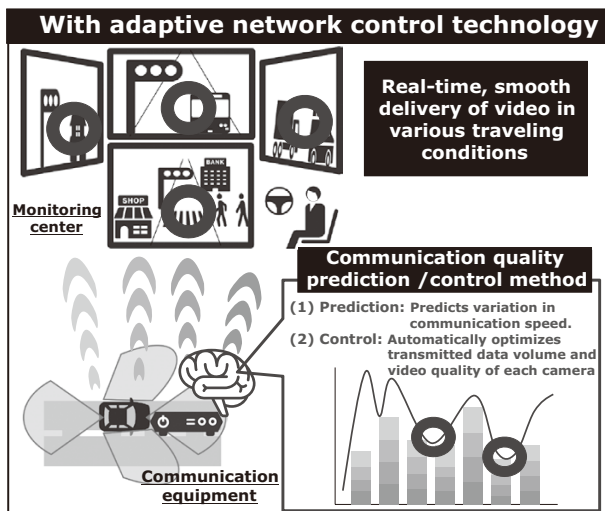 With adaptive network control technology
Real-time, smooth
delivery of video in
various traveling
conditions
BANK
SHOP
Monitoring
center
Communication quality
prediction /control method
(1) Prediction: Predicts variation in
communication speed.
(2) Control: Automatically optimizes
transmitted data volume and
video quality of each camera
Communication
equipment